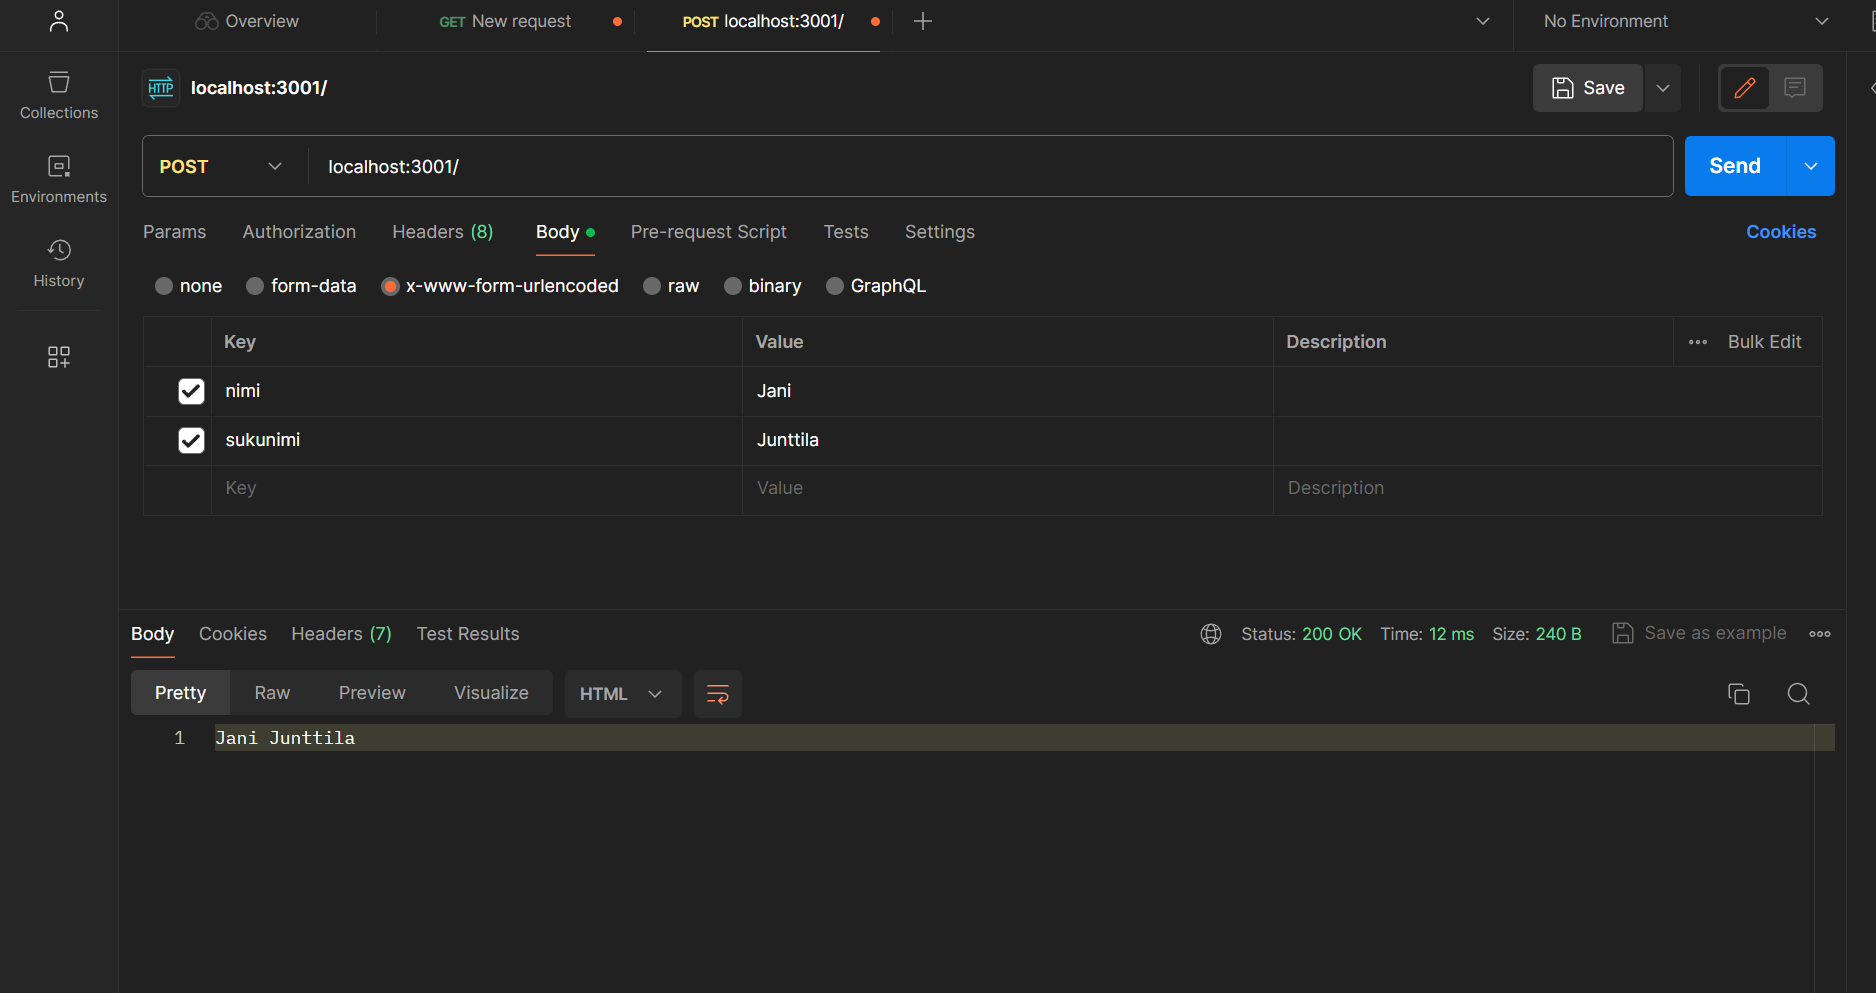 Overview
GET New request
POST localhost:3001/
No Environment
Collections
Environments
History
HTTP localhost:3001/
Save
POST localhost:3001/
Send
Params Authorization Headers (8) Body Pre-request Script Tests Settings Cookies
none form-data x-www-form-urlencoded raw binary GraphQL
Key Value Description Bulk Edit
nimi Jani
sukunimi Junttila
Key Value Description
Body Cookies Headers (7) Test Results Status: 200 OK Time: 12 ms Size: 240 B Save as example
Pretty Raw Preview Visualize HTML
1 Jani Junttila